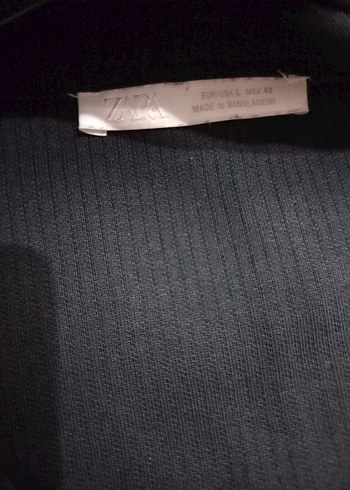 ZARA
EUR/USA L MEX 42
MADE IN BANGLADESH